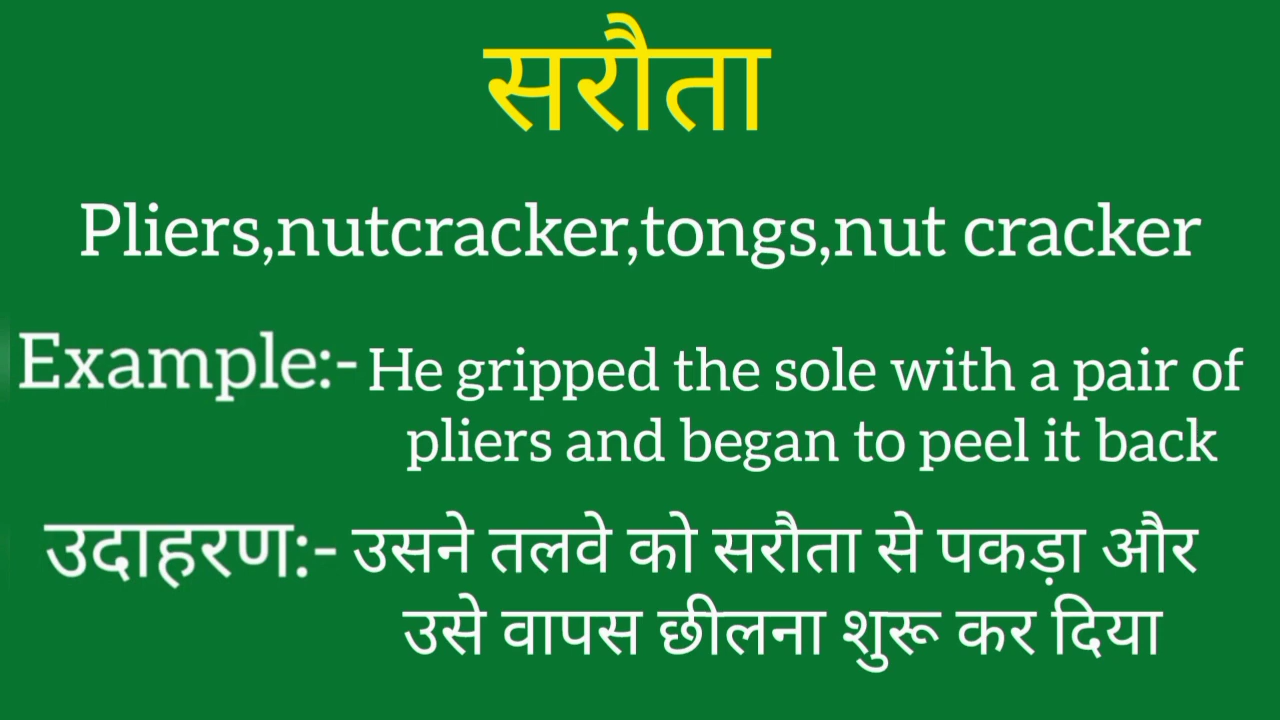 सरौता
Pliers,nutcracker,tongs,nut cracker
Example:- He gripped the sole with a pair of
pliers and began to peel it back
उदाहरण:- उसने तलवे को सरौता से पकड़ा और
उसे वापस छीलना शुरू कर दिया